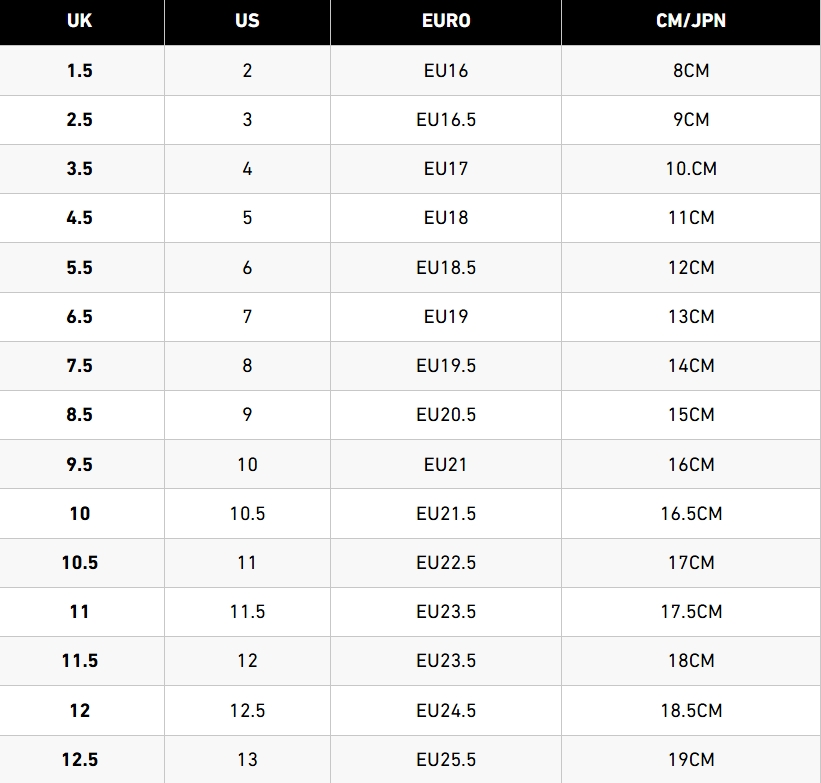 UK US EURO CM/JPN
1.5 2 EU16 8CM
2.5 3 EU16.5 9CM
3.5 4 EU17 10.CM
4.5 5 EU18 11CM
5.5 6 EU18.5 12CM
6.5 7 EU19 13CM
7.5 8 EU19.5 14CM
8.5 9 EU20.5 15CM
9.5 10 EU21 16CM
10 10.5 EU21.5 16.5CM
10.5 11 EU22.5 17CM
11 11.5 EU23.5 17.5CM
11.5 12 EU23.5 18CM
12 12.5 EU24.5 18.5CM
12.5 13 EU25.5 19CM